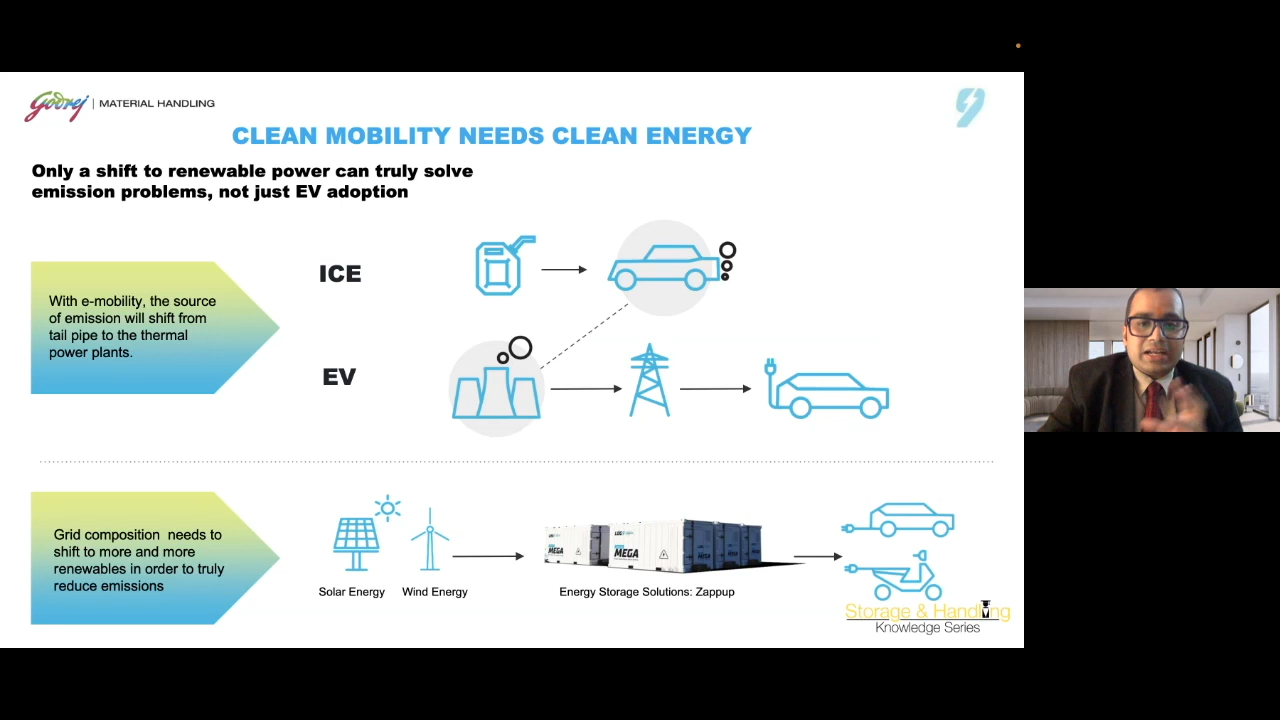 Godrej | MATERIAL HANDLING
CLEAN MOBILITY NEEDS CLEAN ENERGY
Only a shift to renewable power can truly solve
emission problems, not just EV adoption
ICE
With e-mobility, the source
of emission will shift from
tail pipe to the thermal
power plants.
EV
Grid composition needs to
shift to more and more
renewables in order to truly
reduce emissions
MEGA
MEGA
Solar Energy
Wind Energy
Energy Storage Solutions: Zappup
Storage & Handling
Knowledge Series